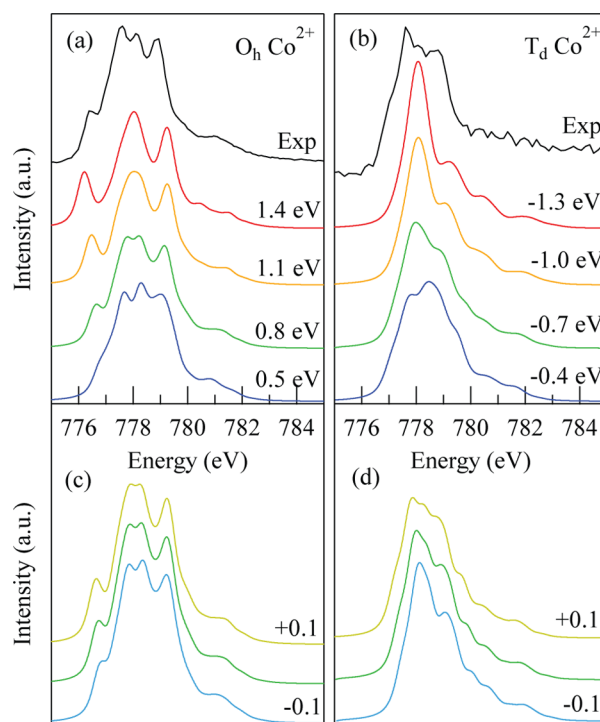 (a) O_h Co²⁺
(b) T_d Co²⁺
Exp
Exp
1.4 eV
-1.3 eV
1.1 eV
-1.0 eV
0.8 eV
-0.7 eV
0.5 eV
-0.4 eV
Intensity (a.u.)
776 778 780 782 784
776 778 780 782 784
Energy (eV)
Energy (eV)
(c)
(d)
+0.1
+0.1
-0.1
-0.1
Intensity (a.u.)